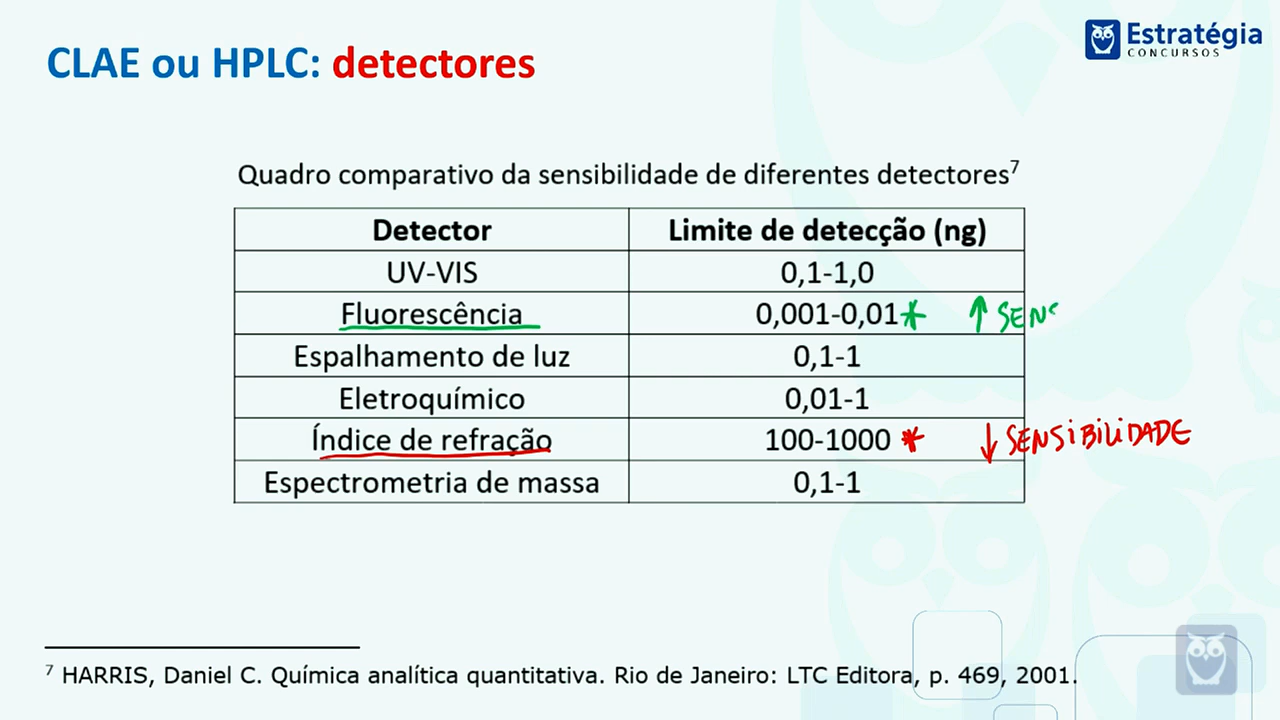 Estratégia
CONCURSOS
CLAE ou HPLC: detectores
Quadro comparativo da sensibilidade de diferentes detectores⁷
Detector Limite de detecção (ng)
UV-VIS 0,1-1,0
Fluorescência 0,001-0,01* ↑ SENS
Espalhamento de luz 0,1-1
Eletroquímico 0,01-1
Índice de refração 100-1000 * ↓ SENSIBILIDADE
Espectrometria de massa 0,1-1
⁷ HARRIS, Daniel C. Química analítica quantitativa. Rio de Janeiro: LTC Editora, p. 469, 2001.